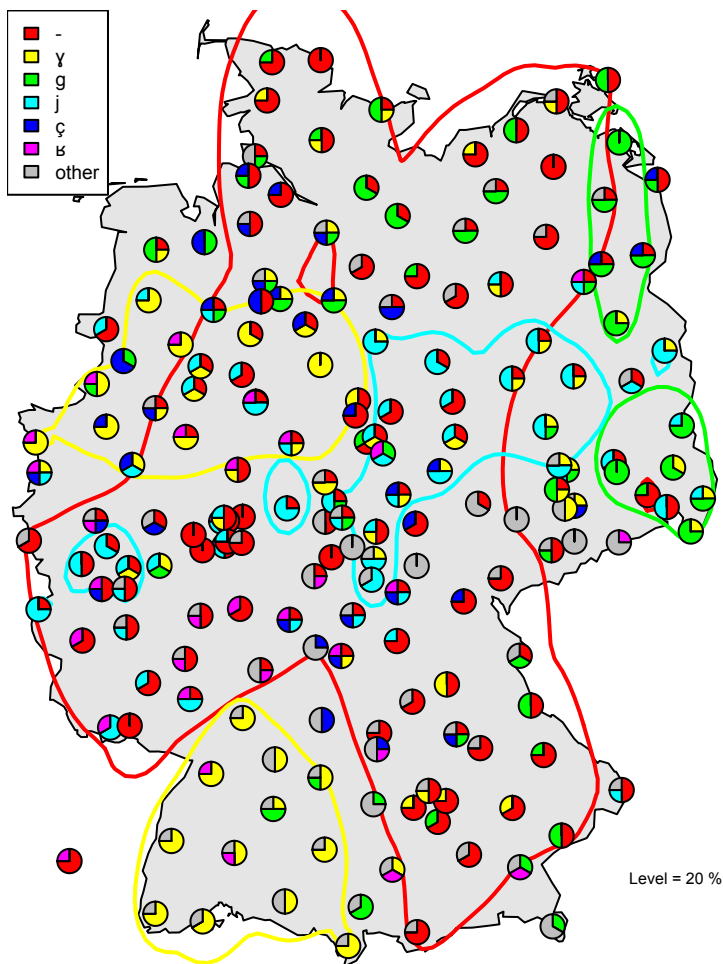 -
ɣ
g
j
ç
ʁ
other
Level = 20 %